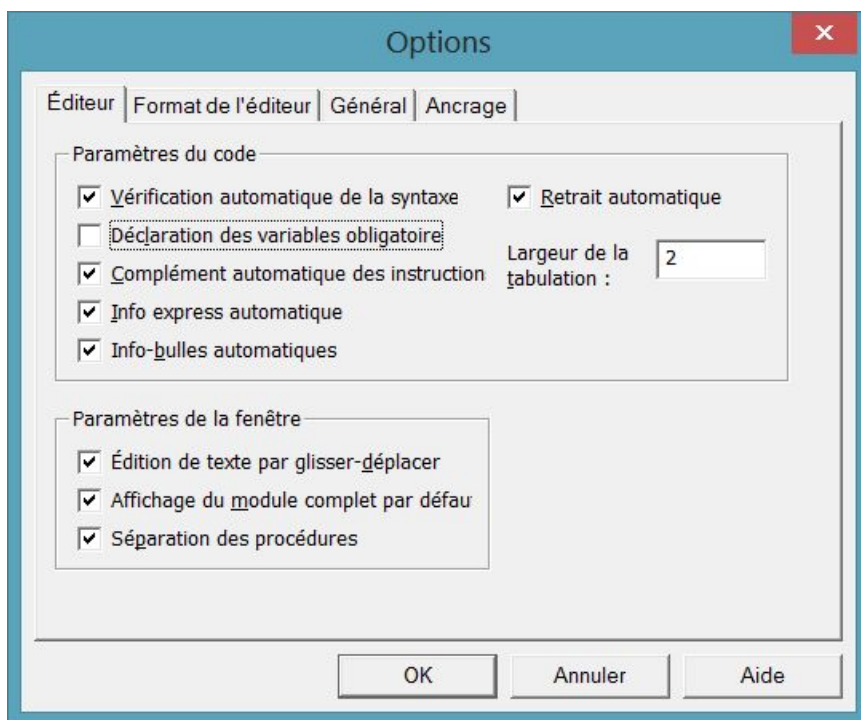 Options
Éditeur
Format de l'éditeur
Général
Ancrage
Paramètres du code
Vérification automatique de la syntaxe
Retrait automatique
Déclaration des variables obligatoire
Largeur de la
tabulation :
2
Complément automatique des instruction
Info express automatique
Info-bulles automatiques
Paramètres de la fenêtre
Édition de texte par glisser-déplacer
Affichage du module complet par défau
Séparation des procédures
OK
Annuler
Aide